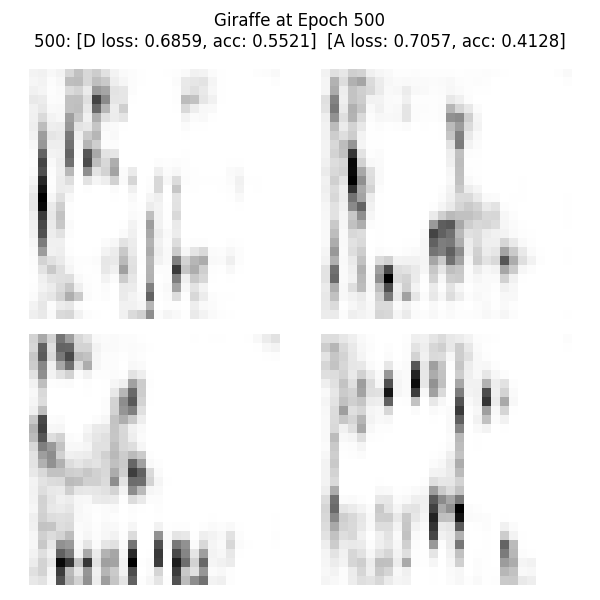 Giraffe at Epoch 500
500: [D loss: 0.6859, acc: 0.5521]  [A loss: 0.7057, acc: 0.4128]